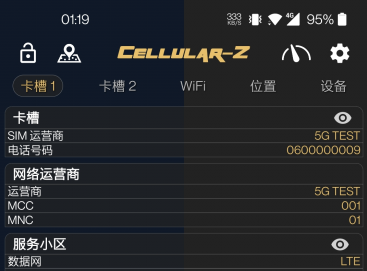 01:19 333 KB/S 4G 95%
CELLULAR-Z
卡槽 1 卡槽 2 WiFi 位置 设备
卡槽
SIM 运营商 5G TEST
电话号码 0600000009
网络运营商
运营商 5G TEST
MCC 001
MNC 01
服务小区
数据网 LTE